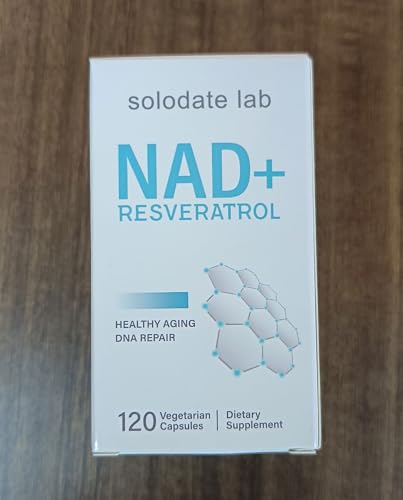 solodate lab
NAD+
RESVERATROL
HEALTHY AGING
DNA REPAIR
120 Vegetarian Capsules | Dietary Supplement